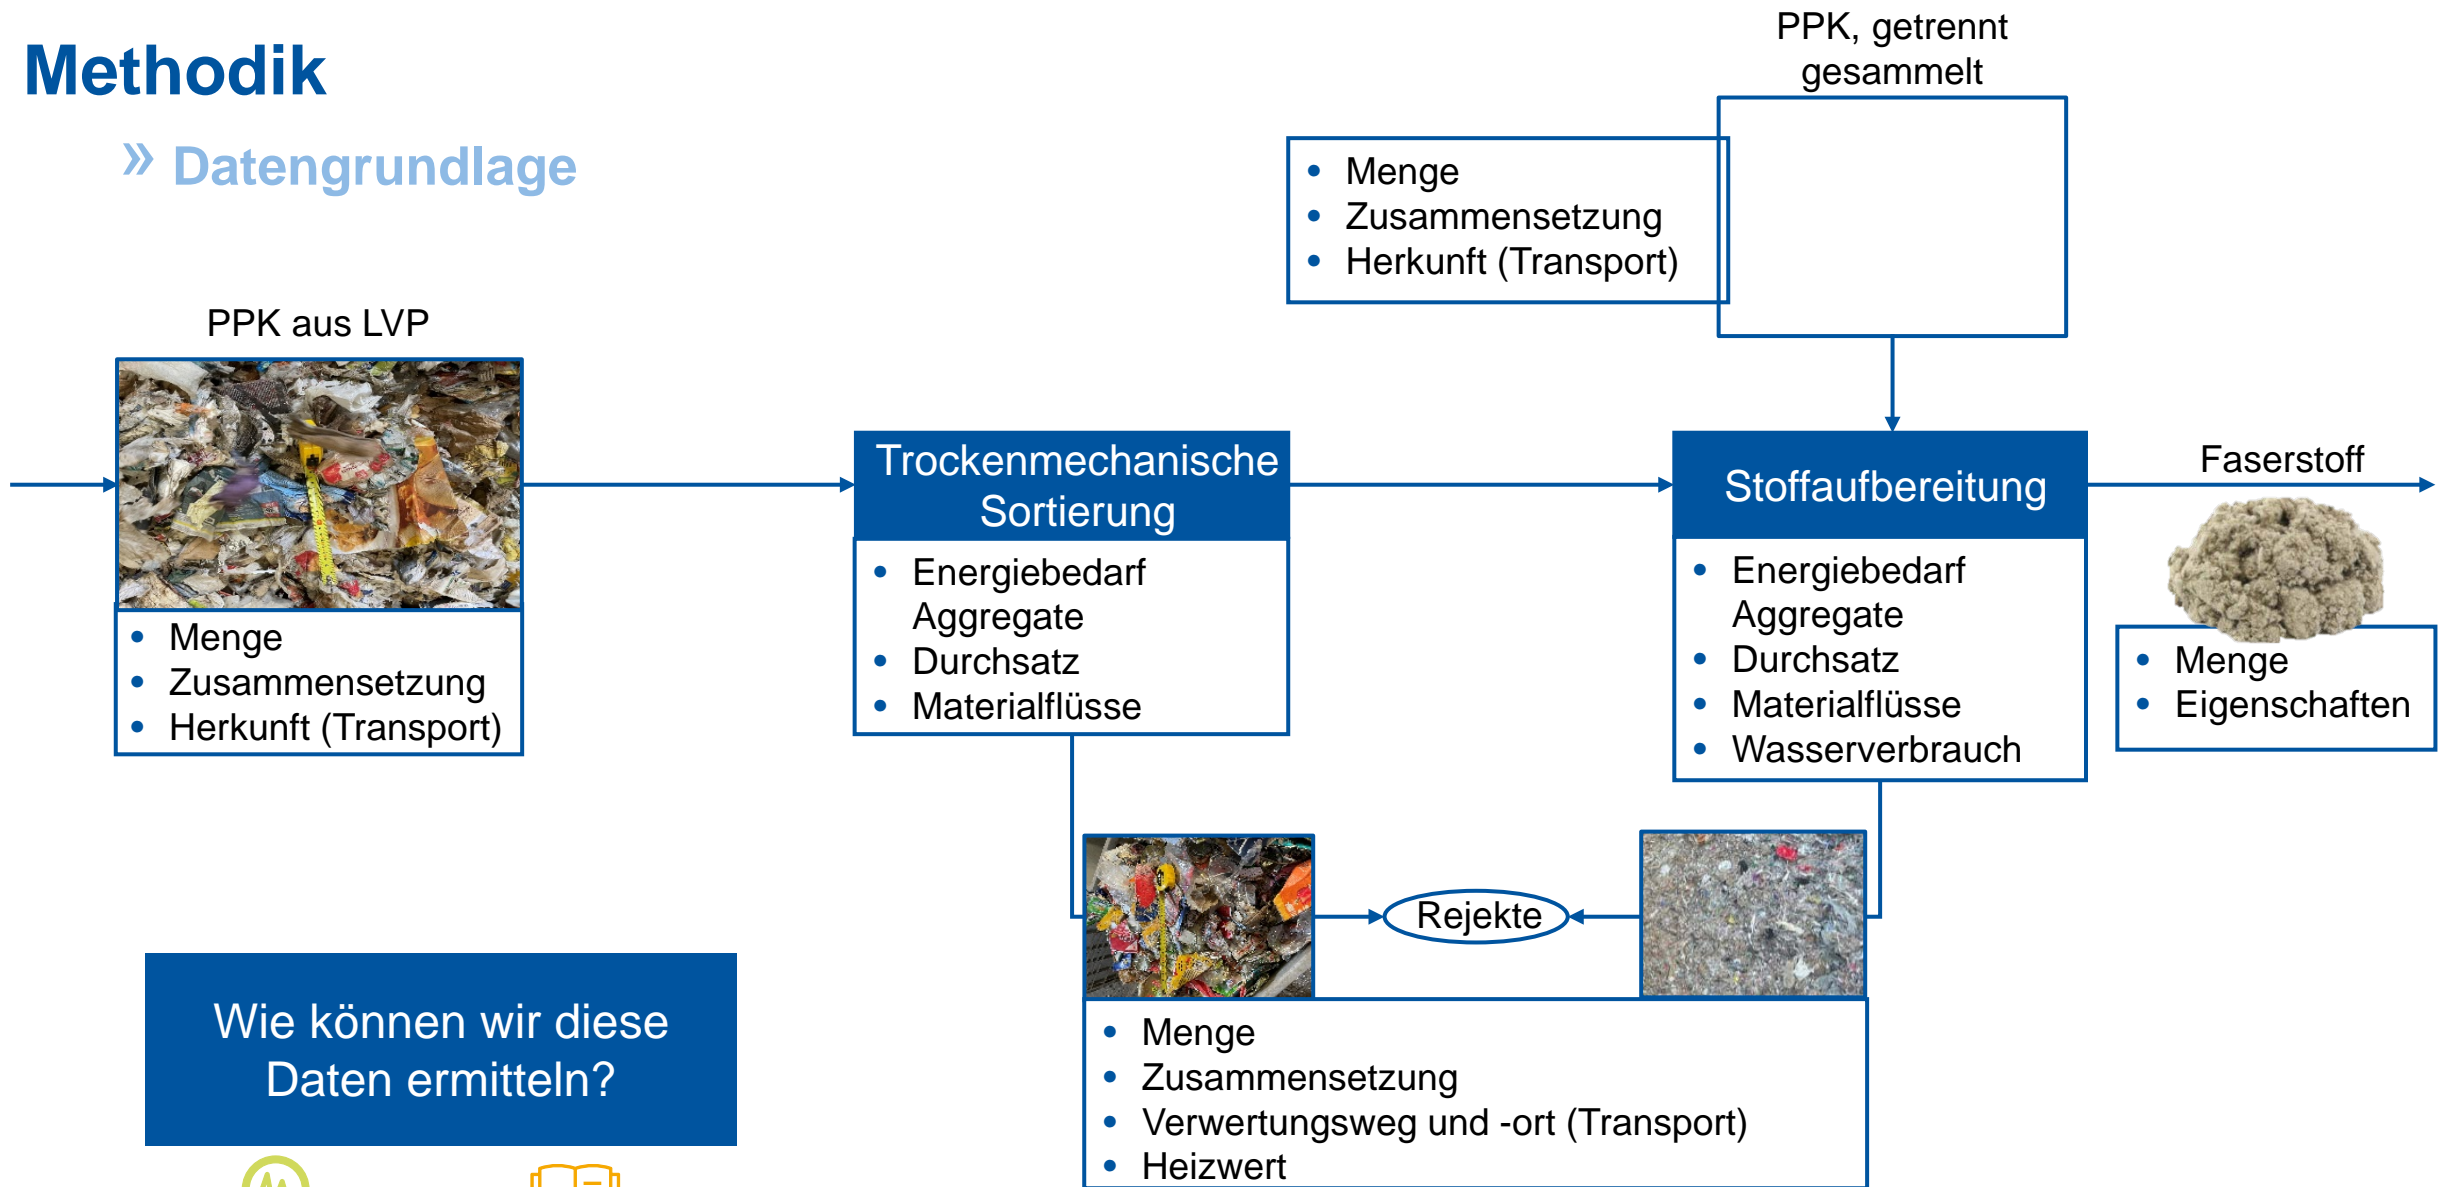 Methodik
» Datengrundlage
PPK, getrennt
gesammelt
• Menge
• Zusammensetzung
• Herkunft (Transport)
PPK aus LVP
• Menge
• Zusammensetzung
• Herkunft (Transport)
Trockenmechanische
Sortierung
• Energiebedarf
Aggregate
• Durchsatz
• Materialflüsse
Stoffaufbereitung
• Energiebedarf
Aggregate
• Durchsatz
• Materialflüsse
• Wasserverbrauch
Faserstoff
• Menge
• Eigenschaften
Rejekte
• Menge
• Zusammensetzung
• Verwertungsweg und -ort (Transport)
• Heizwert
Wie können wir diese
Daten ermitteln?